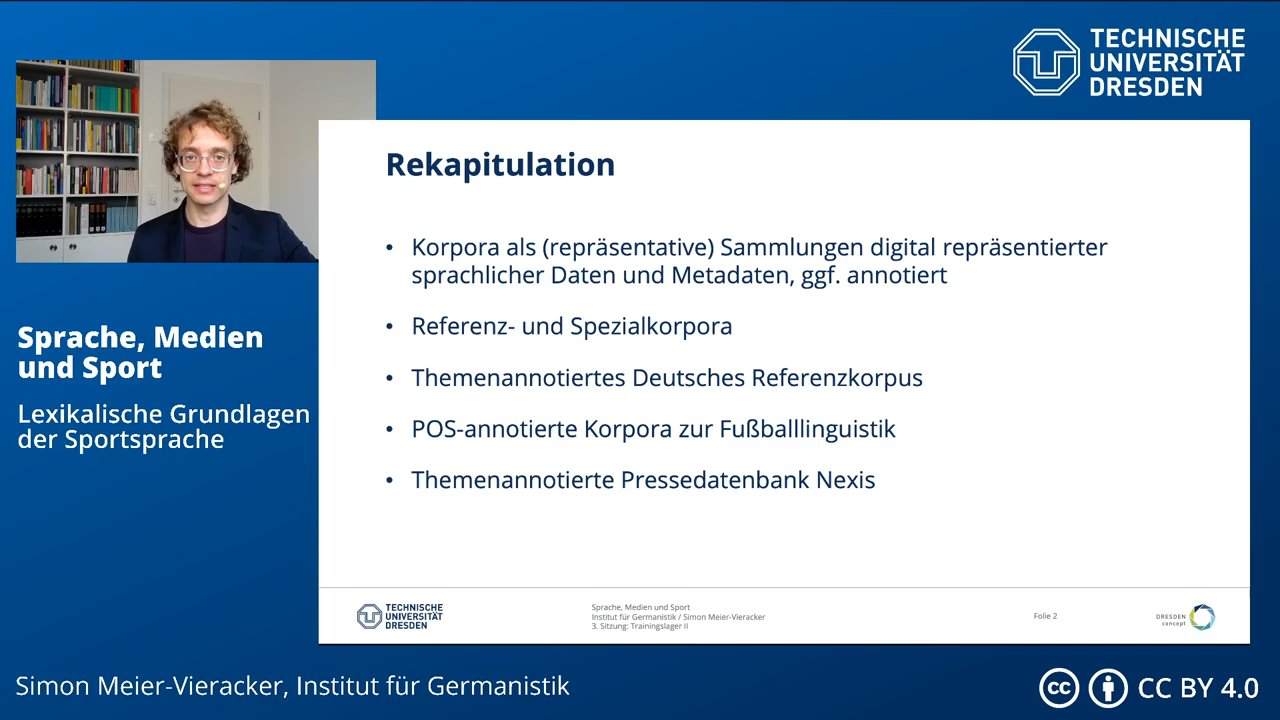 TECHNISCHE
UNIVERSITÄT
DRESDEN
Rekapitulation
• Korpora als (repräsentative) Sammlungen digital repräsentierter
sprachlicher Daten und Metadaten, ggf. annotiert
• Referenz- und Spezialkorpora
• Themenannotiertes Deutsches Referenzkorpus
• POS-annotierte Korpora zur Fußballlinguistik
• Themenannotierte Pressedatenbank Nexis
Sprache, Medien
und Sport
Lexikalische Grundlagen
der Sportsprache
TECHNISCHE
UNIVERSITÄT
DRESDEN
Sprache, Medien und Sport
Institut für Germanistik / Simon Meier-Vieracker
3. Sitzung: Trainingslager II
Folie 2
DRESDEN
concept
Simon Meier-Vieracker, Institut für Germanistik
cc CC BY 4.0